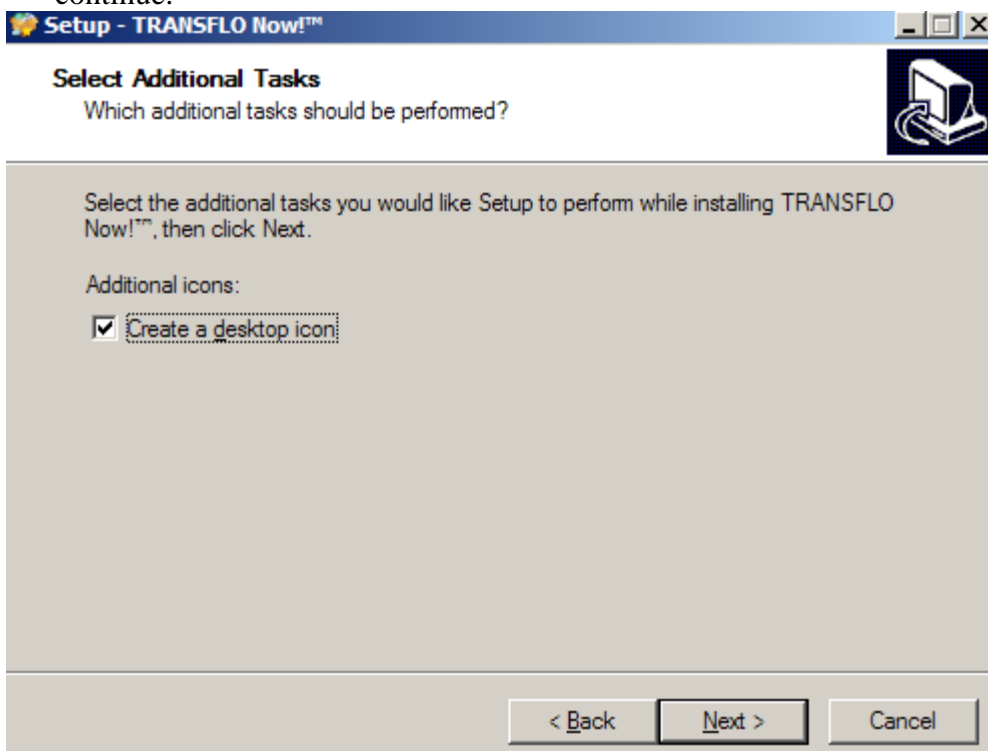 continue.
Setup - TRANSFLO Now!™
Select Additional Tasks
Which additional tasks should be performed?
Select the additional tasks you would like Setup to perform while installing TRANSFLO
Now!™, then click Next.
Additional icons:
Create a desktop icon
< Back Next > Cancel